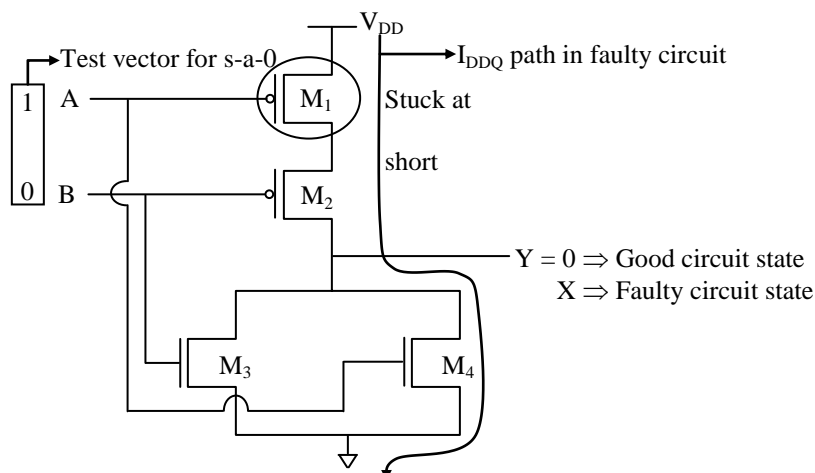 V_DD
Test vector for s-a-0
I_DDQ path in faulty circuit
1 A
M_1
Stuck at
short
0 B
M_2
Y = 0 ⇒ Good circuit state
X ⇒ Faulty circuit state
M_3 M_4